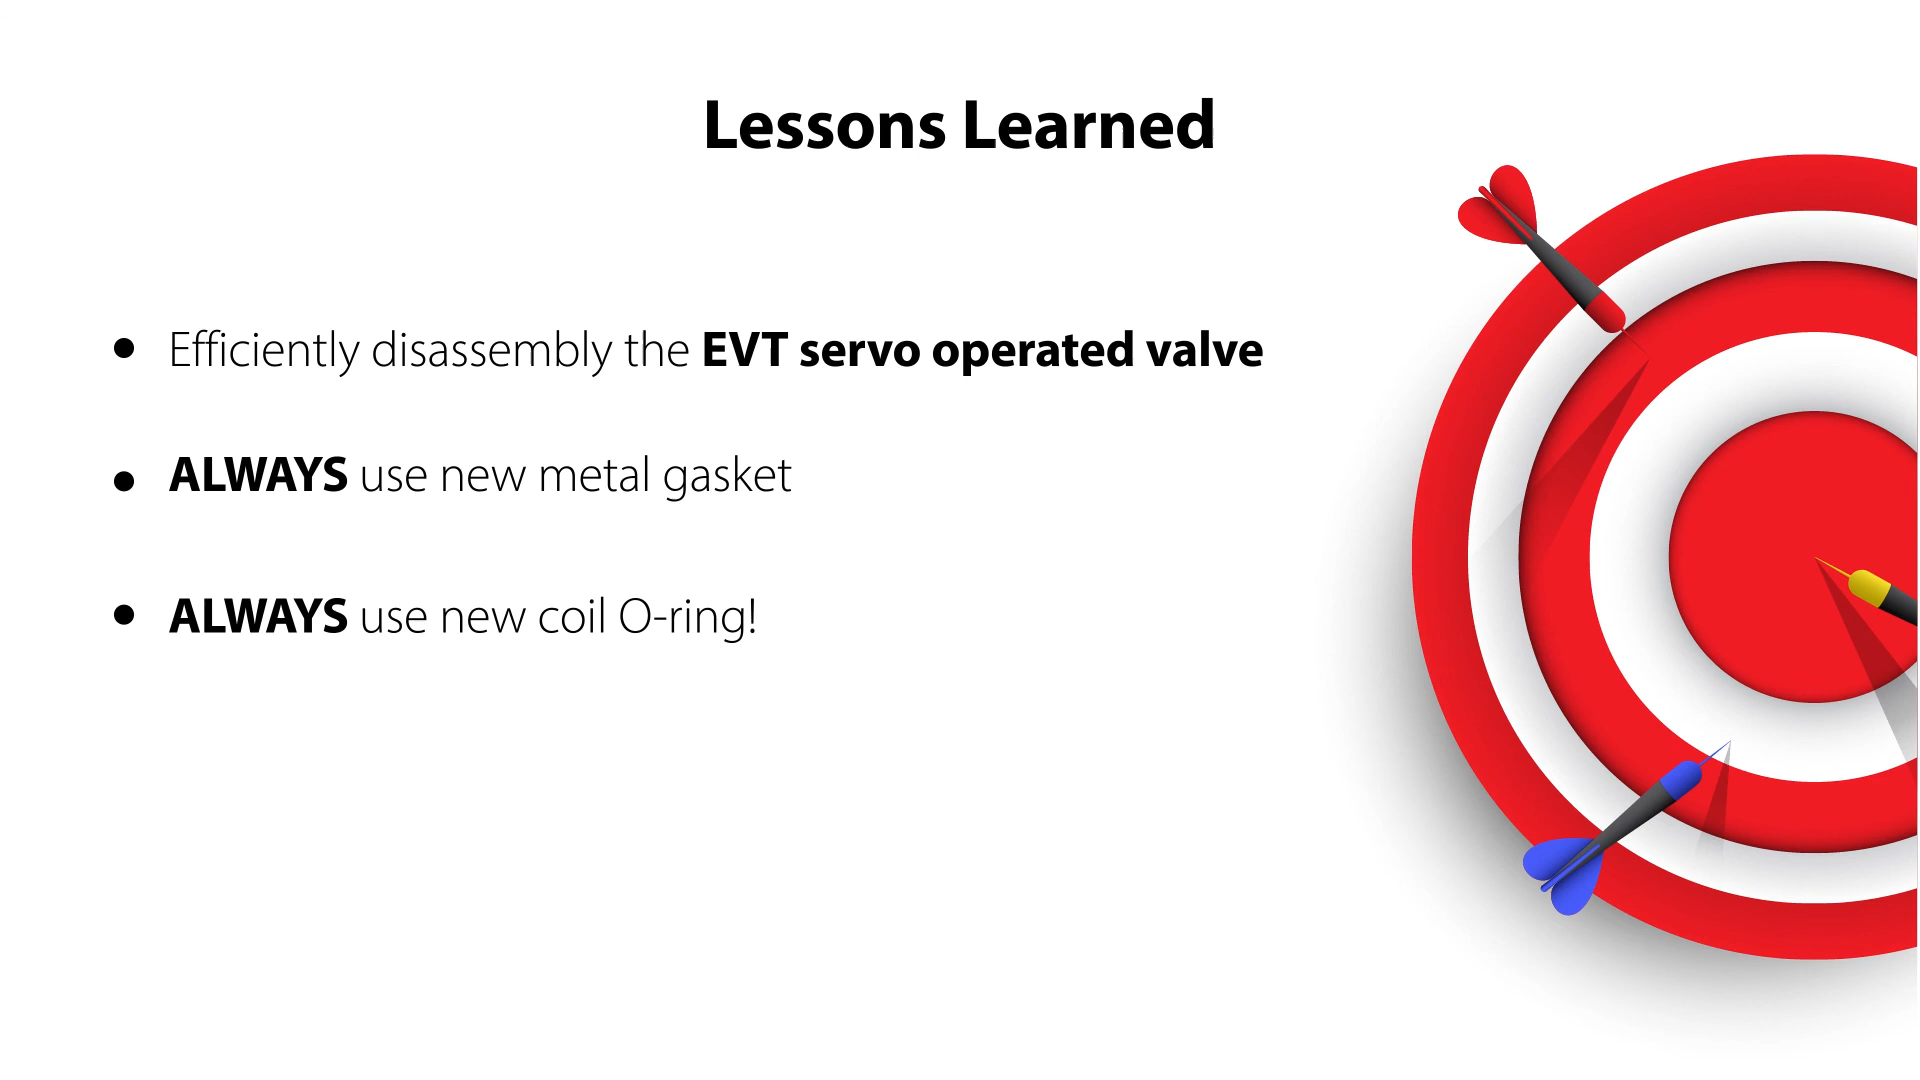 Lessons Learned
• Efficiently disassembly the EVT servo operated valve
• ALWAYS use new metal gasket
• ALWAYS use new coil O-ring!